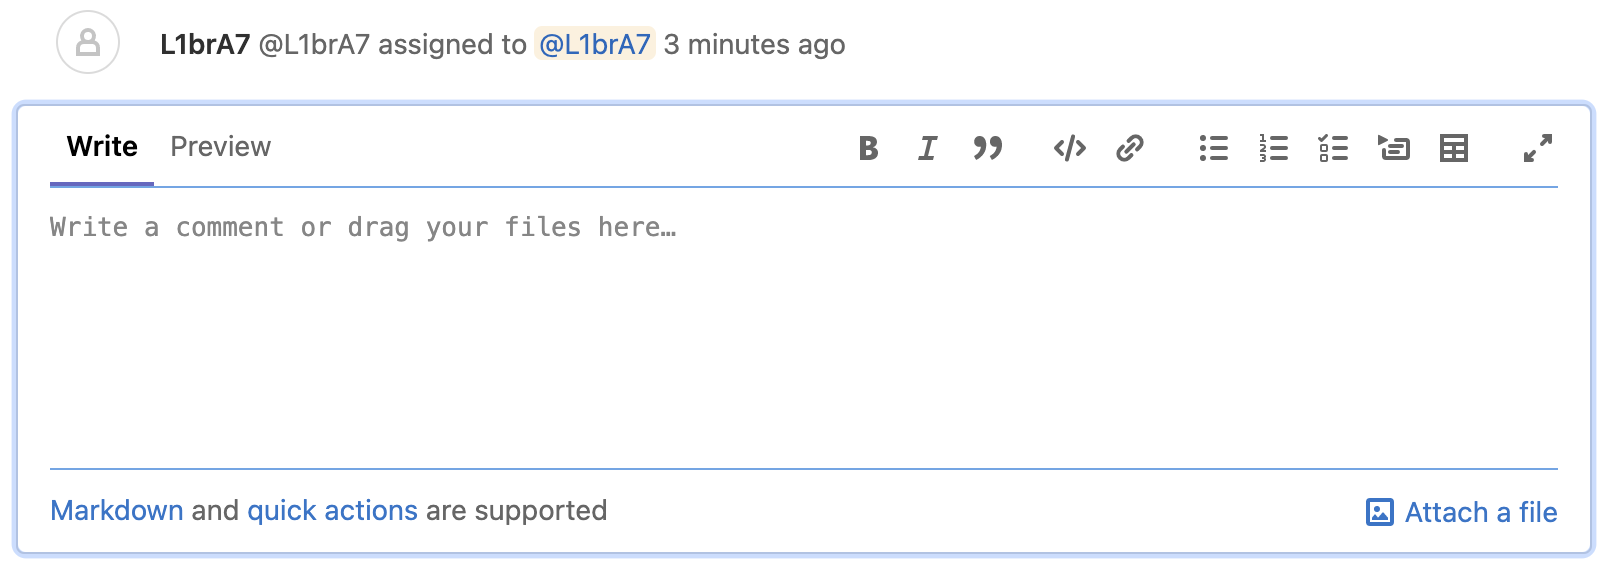 L1brA7 @L1brA7 assigned to @L1brA7 3 minutes ago
Write Preview
Write a comment or drag your files here…
Markdown and quick actions are supported
Attach a file